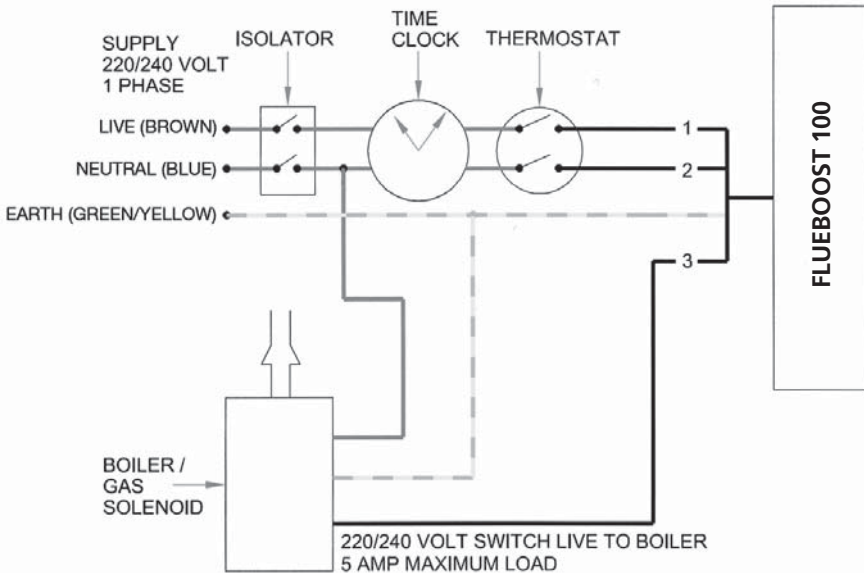 SUPPLY
220/240 VOLT
1 PHASE
ISOLATOR
TIME
CLOCK
THERMOSTAT
LIVE (BROWN)
NEUTRAL (BLUE)
EARTH (GREEN/YELLOW)
1
2
3
FLUEBOOST 100
BOILER /
GAS
SOLENOID
220/240 VOLT SWITCH LIVE TO BOILER
5 AMP MAXIMUM LOAD